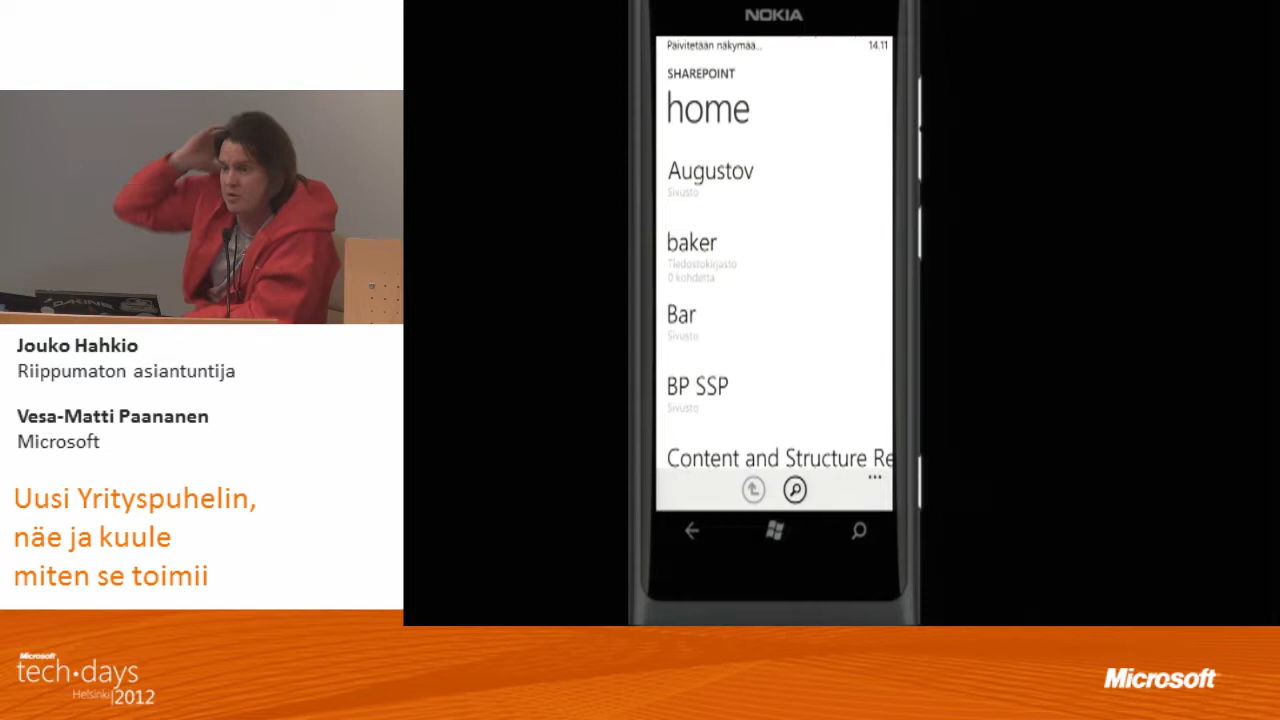 NOKIA
Päivitetään näkymää...
14.11
SHAREPOINT
home
Augustov
Sivusto
baker
Tiedostokirjasto
0 kohdetta
Bar
Sivusto
BP SSP
Sivusto
Content and Structure Re
DAKINE
Jouko Hahkio
Riippumaton asiantuntija
Vesa-Matti Paananen
Microsoft
Uusi Yrityspuhelin,
näe ja kuule
miten se toimii
Microsoft
tech·days
Helsinki|2012
Microsoft